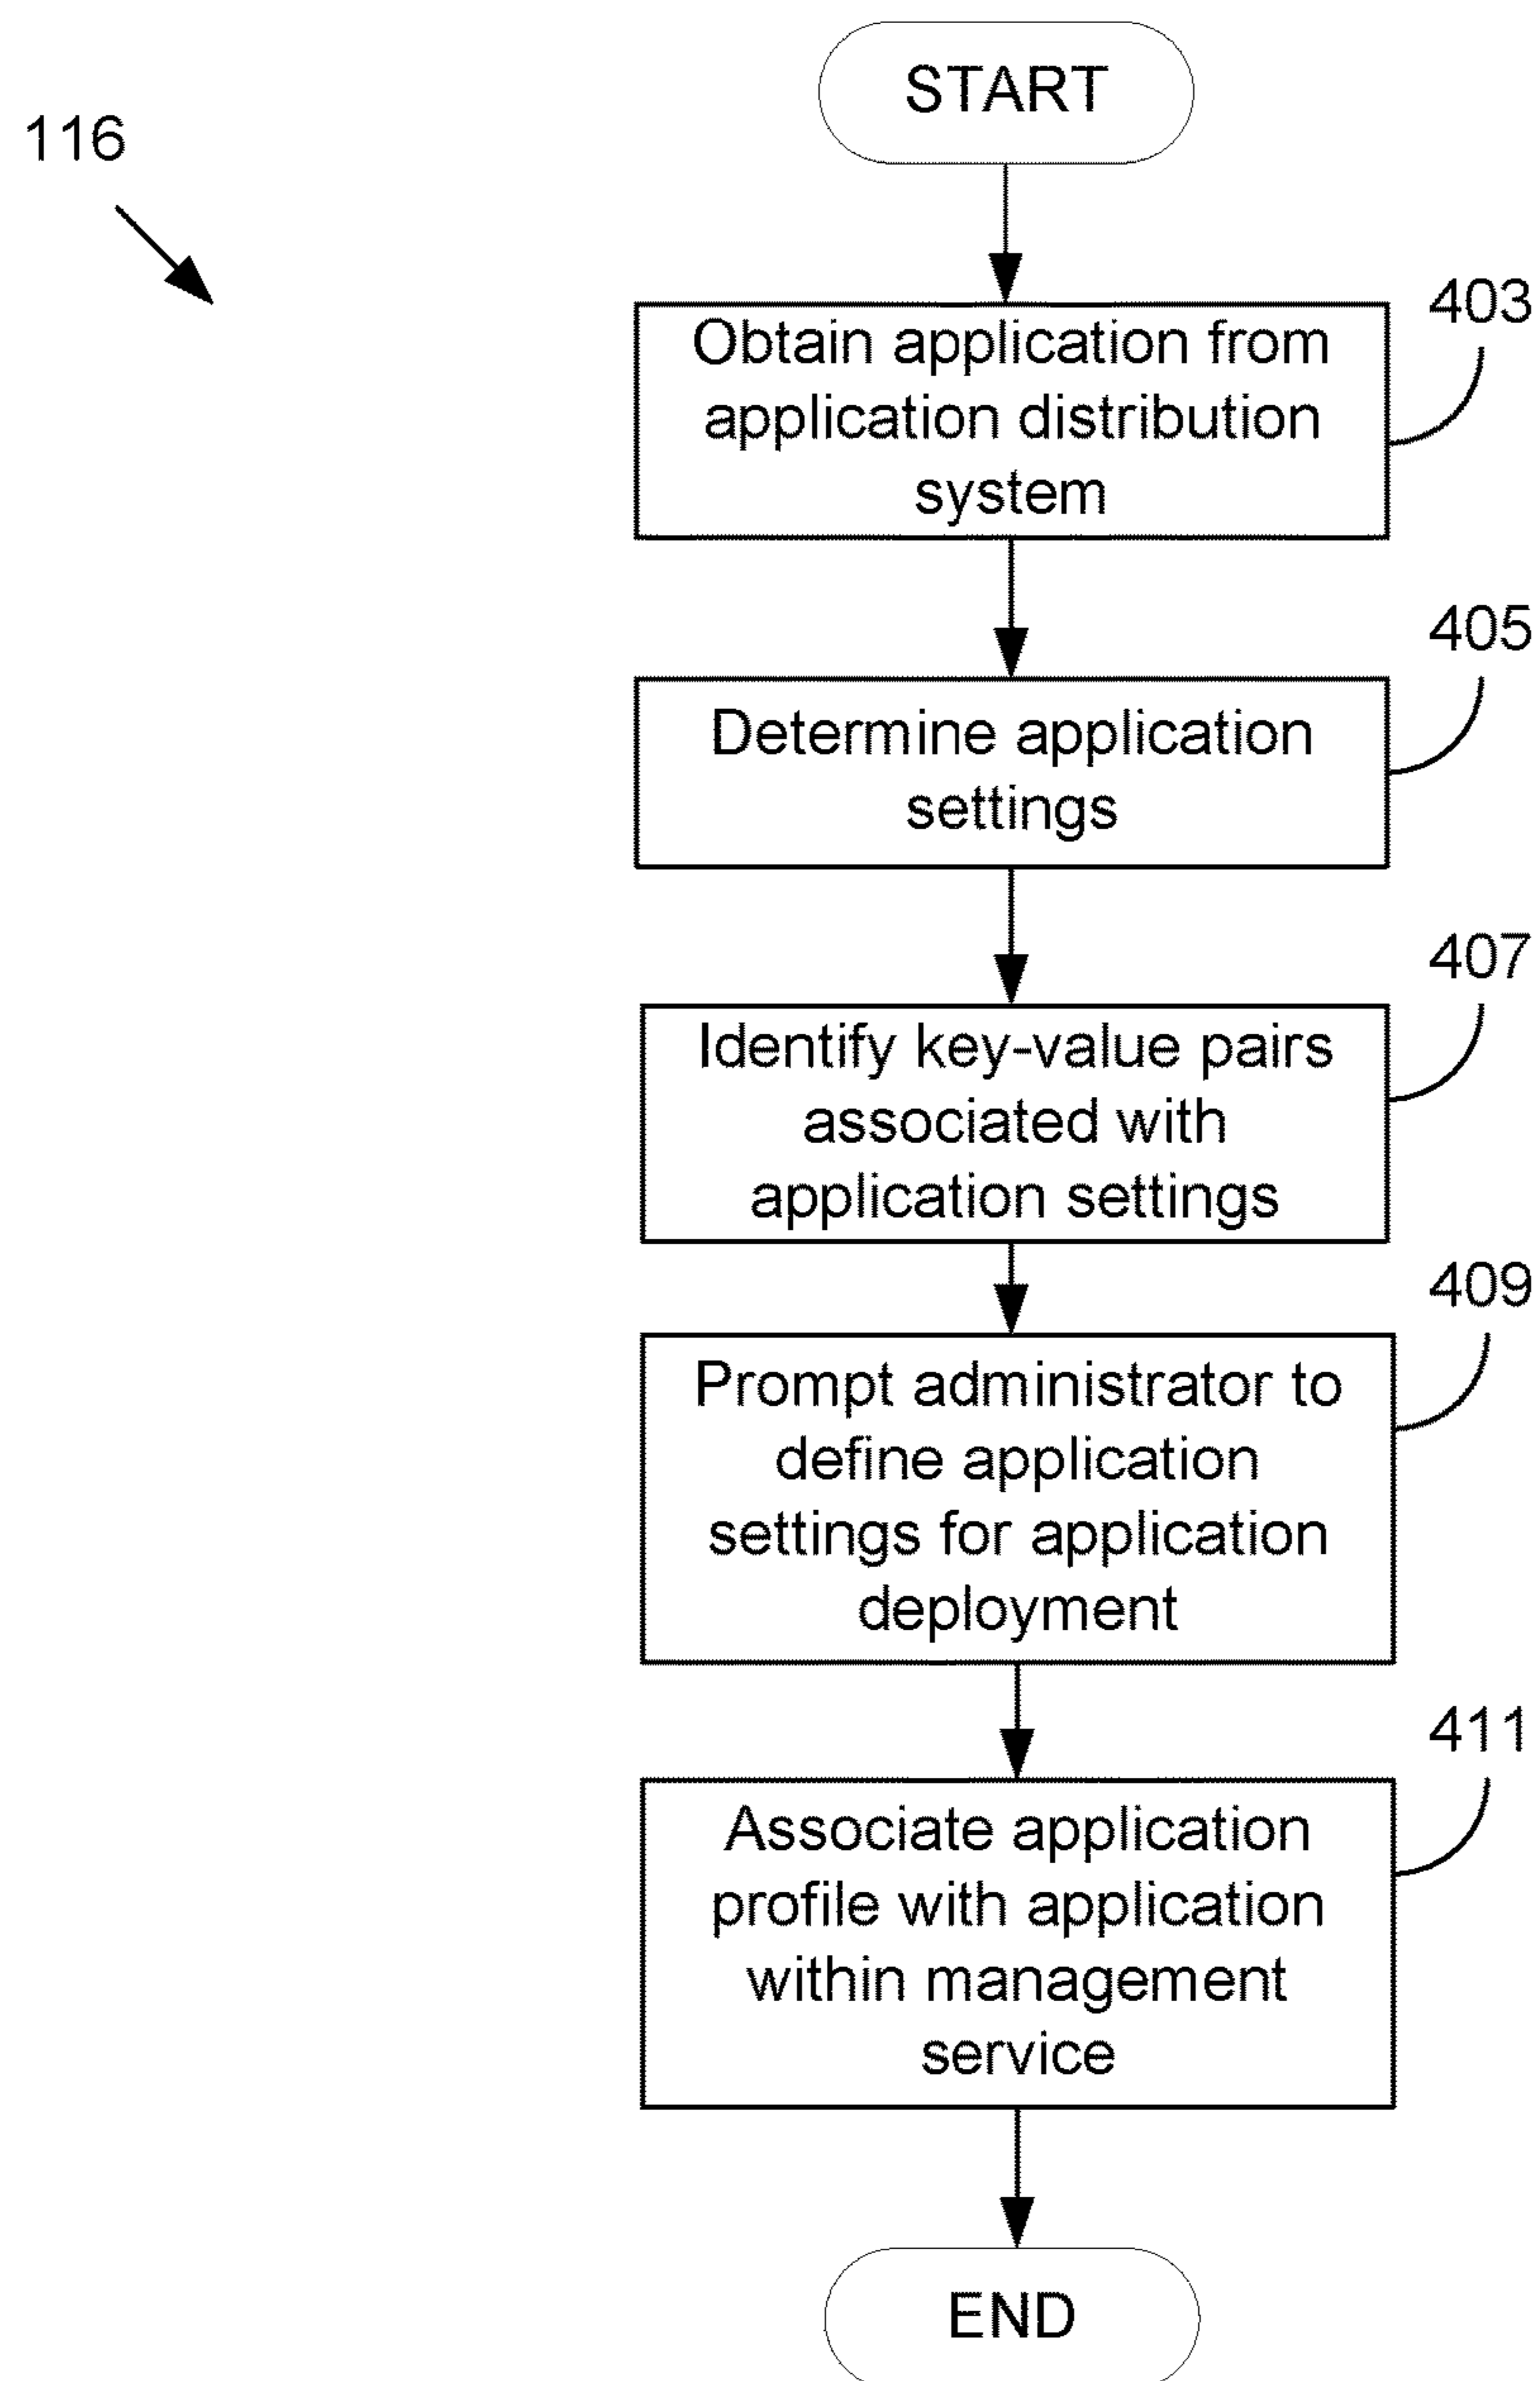 START
116
403
Obtain application from
application distribution
system
405
Determine application
settings
407
Identify key-value pairs
associated with
application settings
409
Prompt administrator to
define application
settings for application
deployment
411
Associate application
profile with application
within management
service
END